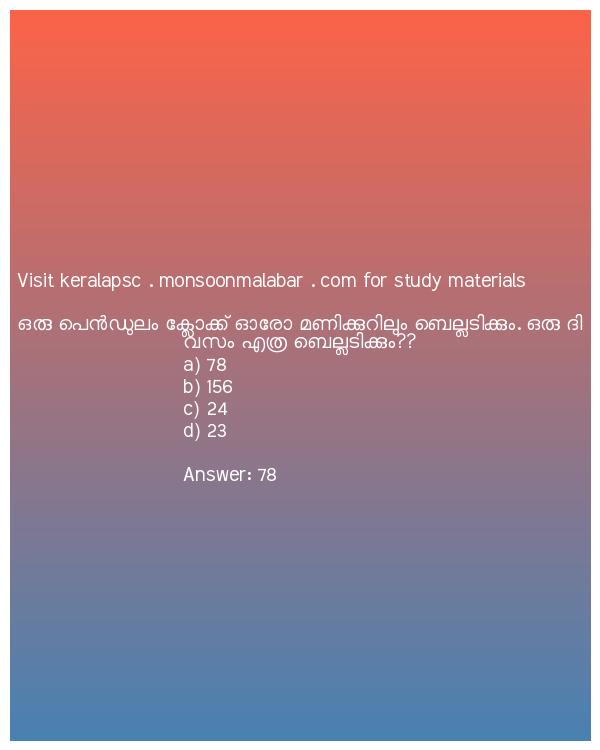 Visit keralapsc .monsoonmalabar .com for study materials
ഒരു പെൻഡുലം ക്ലോക്ക് ഓരോ മണിക്കുറിലും ബെല്ലടിക്കും. ഒരു ദി
വസം എത്ര ബെല്ലടിക്കും??
a) 78
b) 156
c) 24
d) 23
Answer: 78